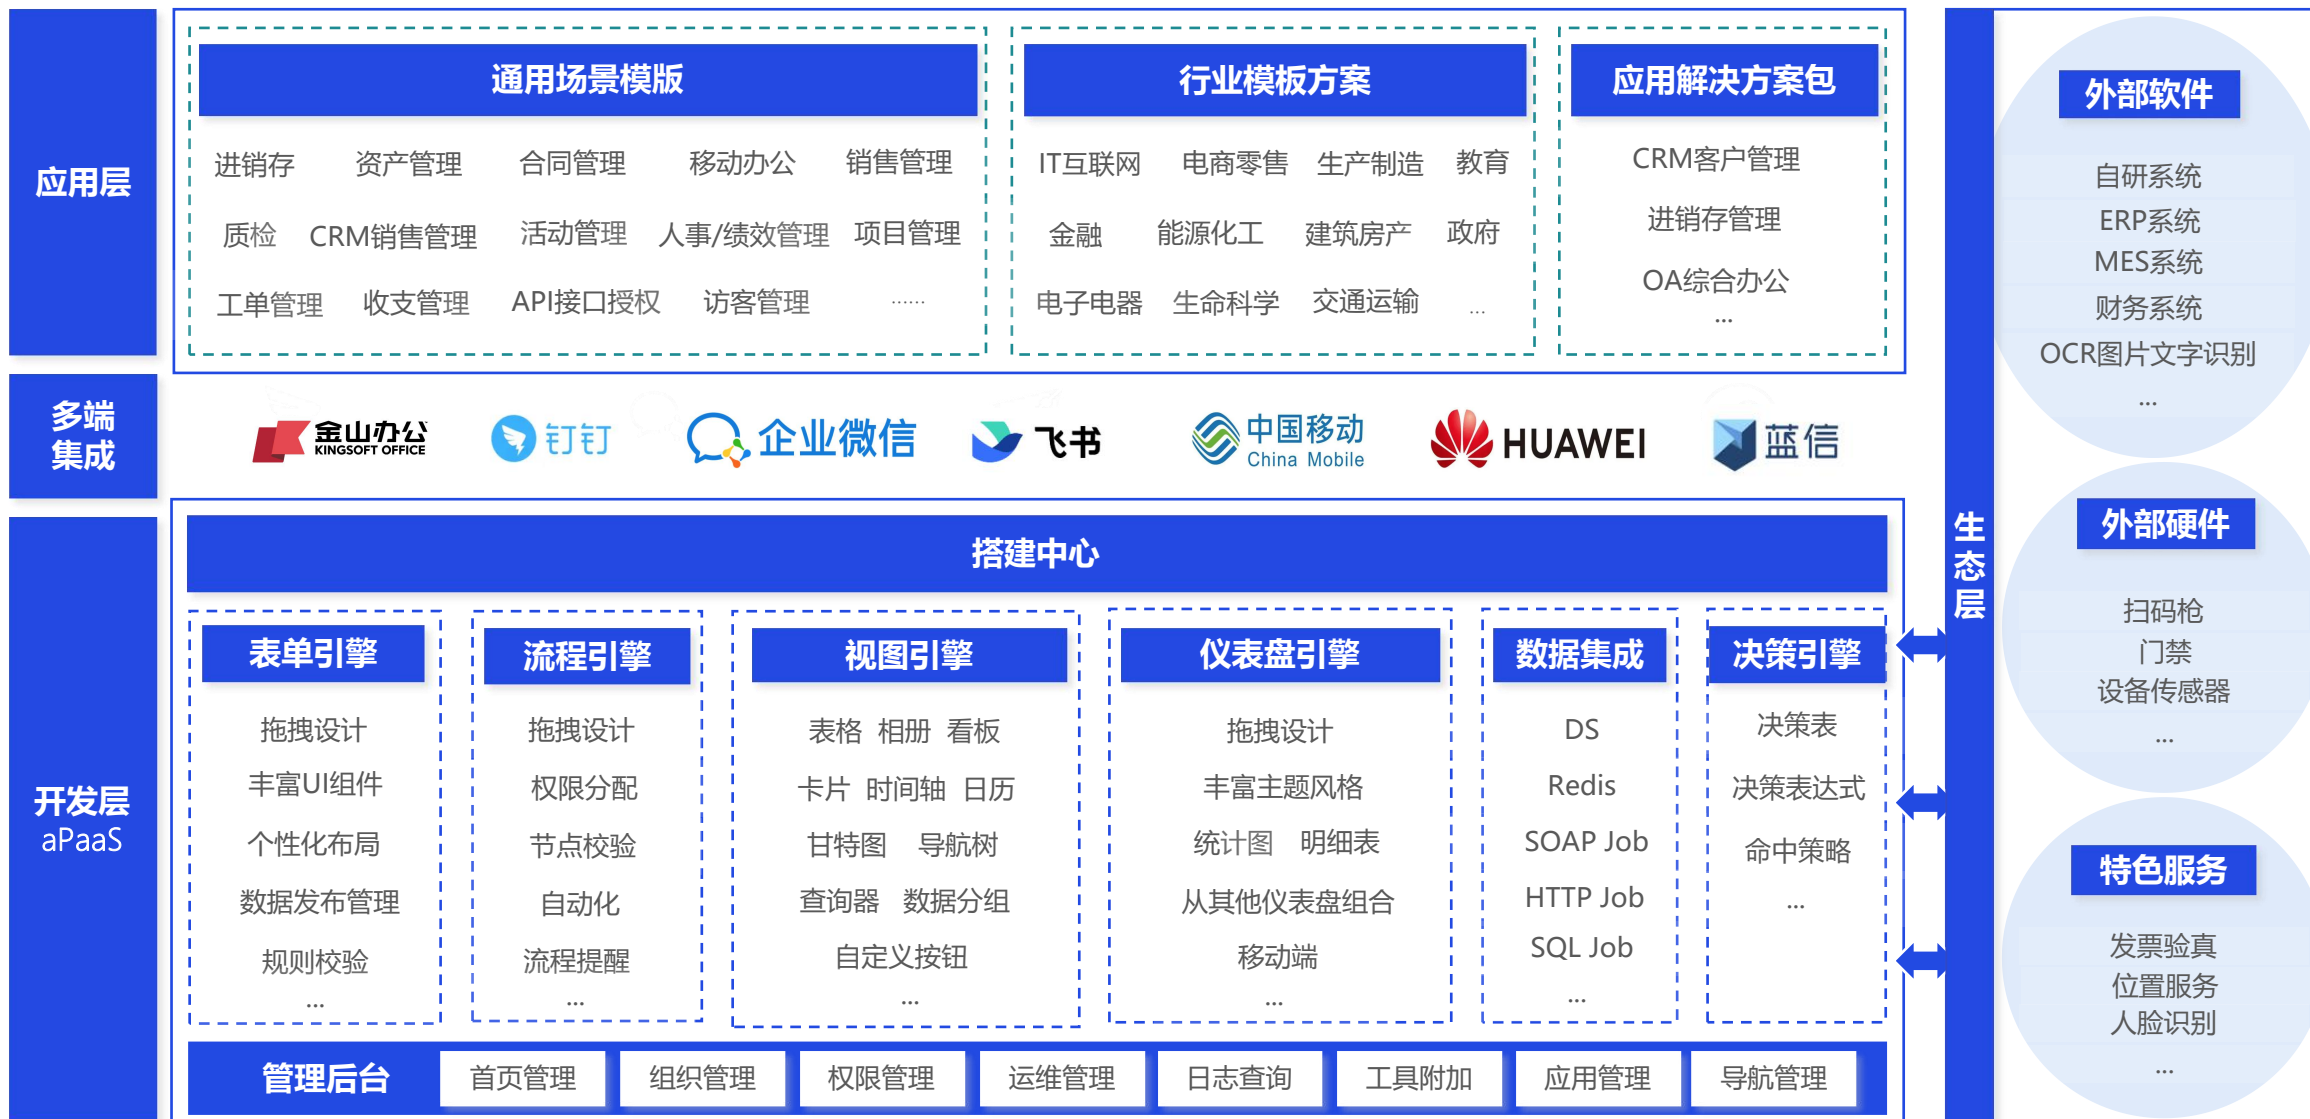 应用层
通用场景模版
进销存 资产管理 合同管理 移动办公 销售管理
质检 CRM销售管理 活动管理 人事/绩效管理 项目管理
工单管理 收支管理 API接口授权 访客管理 ……
行业模板方案
IT互联网 电商零售 生产制造 教育
金融 能源化工 建筑房产 政府
电子电器 生命科学 交通运输 ...
应用解决方案包
CRM客户管理
进销存管理
OA综合办公
...
多端
集成
金山办公
KINGSOFT OFFICE
钉钉
企业微信
飞书
中国移动
China Mobile
HUAWEI
蓝信
开发层
aPaaS
搭建中心
表单引擎
拖拽设计
丰富UI组件
个性化布局
数据发布管理
规则校验
...
流程引擎
拖拽设计
权限分配
节点校验
自动化
流程提醒
...
视图引擎
表格 相册 看板
卡片 时间轴 日历
甘特图 导航树
查询器 数据分组
自定义按钮
...
仪表盘引擎
拖拽设计
丰富主题风格
统计图 明细表
从其他仪表盘组合
移动端
...
数据集成
DS
Redis
SOAP Job
HTTP Job
SQL Job
...
决策引擎
决策表
决策表达式
命中策略
...
管理后台 首页管理 组织管理 权限管理 运维管理 日志查询 工具附加 应用管理 导航管理
生态层
外部软件
自研系统
ERP系统
MES系统
财务系统
OCR图片文字识别
...
外部硬件
扫码枪
门禁
设备传感器
...
特色服务
发票验真
位置服务
人脸识别
...